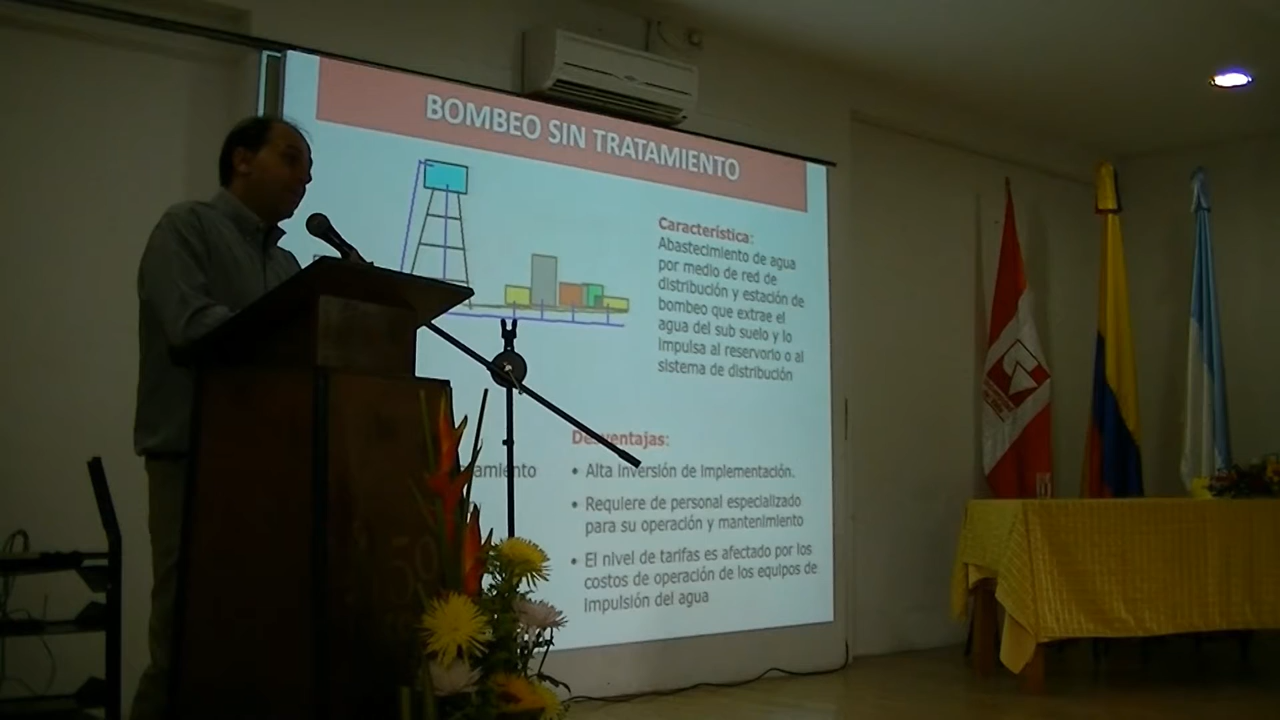 BOMBEO SIN TRATAMIENTO
Característica:
Abastecimiento de agua
por medio de red de
distribución y estación de
bombeo que extrae el
agua del sub suelo y lo
impulsa al reservorio o al
sistema de distribución
Desventajas:
• Alta inversión de implementación.
• Requiere de personal especializado
para su operación y mantenimiento
• El nivel de tarifas es afectado por los
costos de operación de los equipos de
impulsión del agua